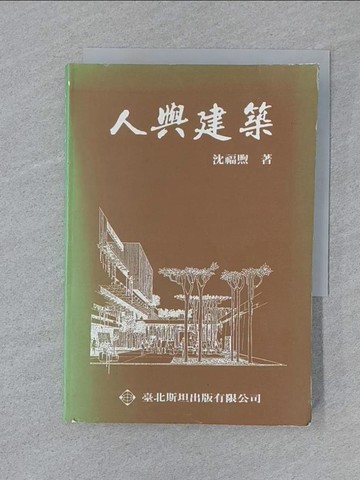 人與建築
沈福煦 著
臺北斯坦出版有限公司